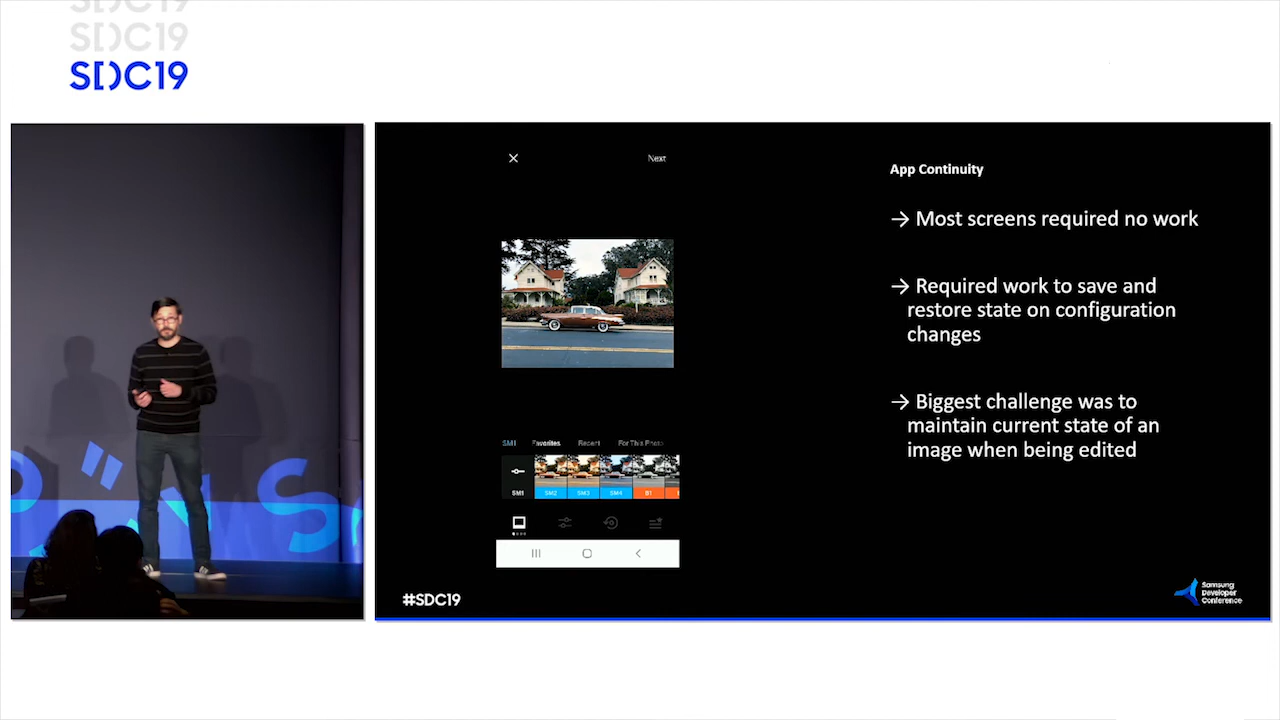 SDC19
SDC19
SDC19
Next
App Continuity
→ Most screens required no work
→ Required work to save and
restore state on configuration
changes
→ Biggest challenge was to
maintain current state of an
image when being edited
SM1 Favorites Recent For This Photo
SM1 SM2 SM3 SM4 B1
#SDC19
Samsung
Developer
Conference